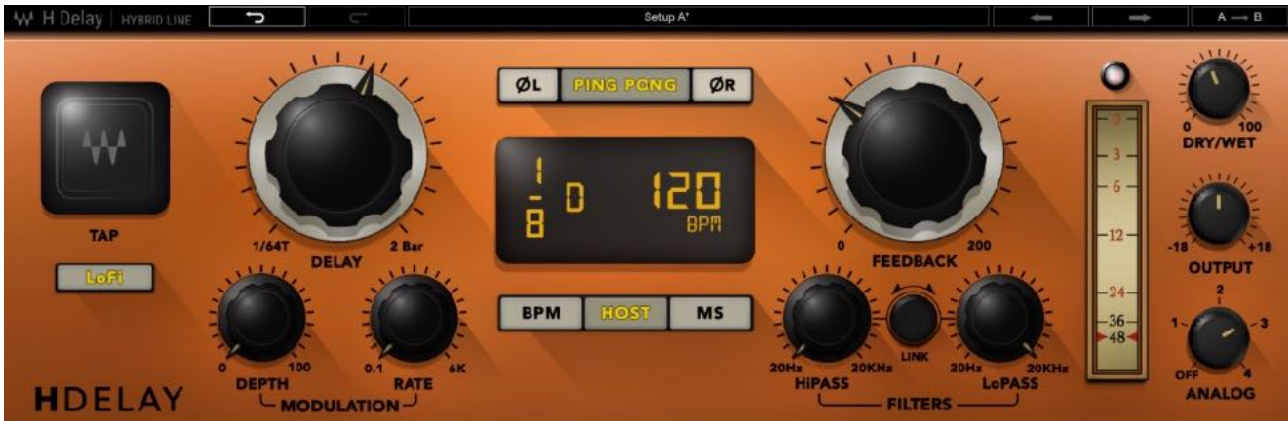 H Delay | HYBRID LINE
Setup A*
A → B
TAP
LoFi
1/64T
2 Bar
DELAY
0
100
DEPTH
0.1
6K
RATE
MODULATION
HDELAY
ØL
PING PONG
ØR
1
8
D
120
BPM
BPM
HOST
MS
0
200
FEEDBACK
20Hz
20KHz
HiPASS
LINK
20Hz
20KHz
LoPASS
FILTERS
0
3
6
12
24
36
48
0
100
DRY/WET
-18
+18
OUTPUT
OFF
1
2
3
4
ANALOG